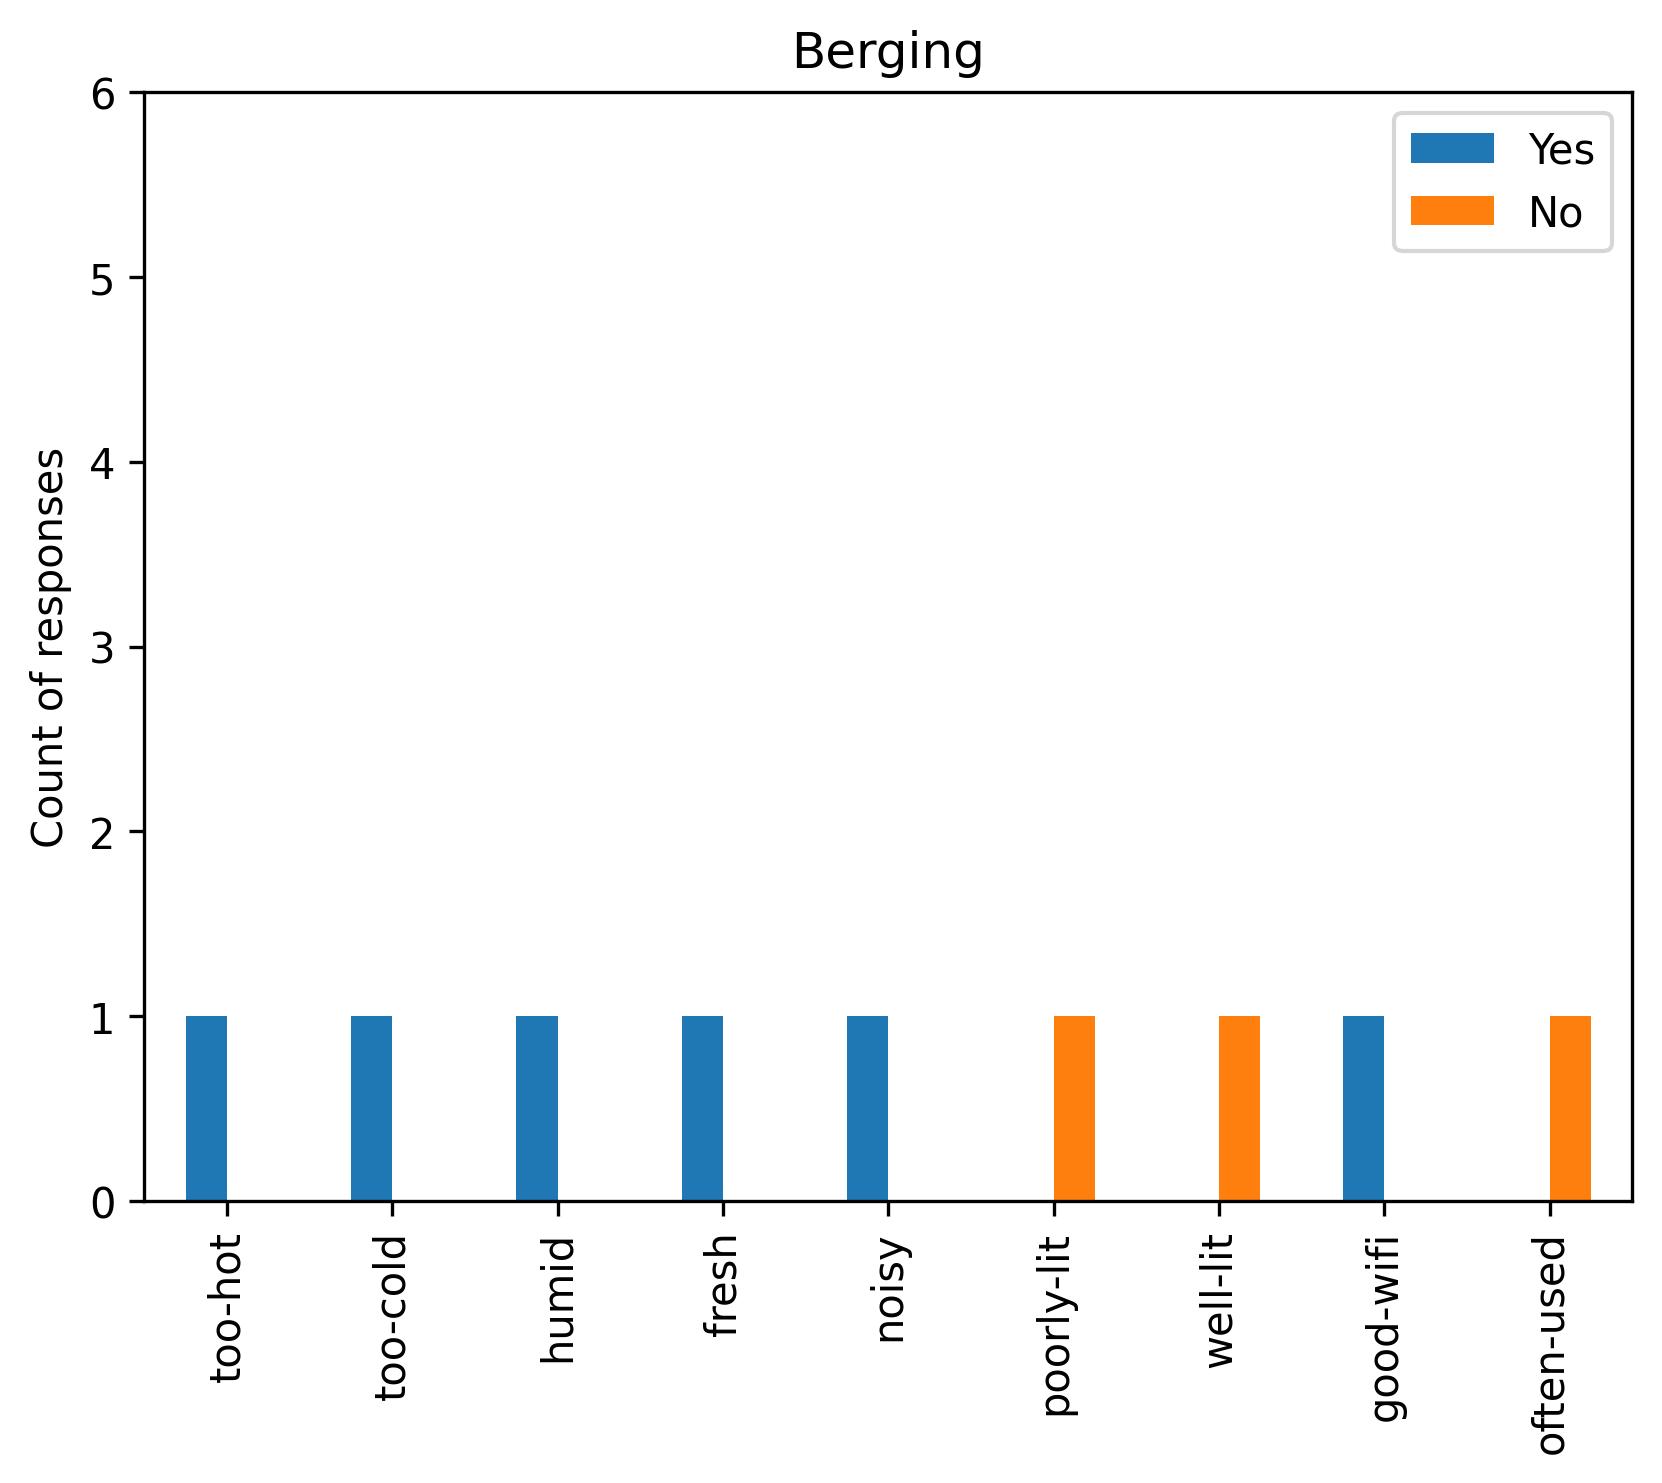 Berging
6
5
4
3
2
1
0
Count of responses
Yes
No
too-hot
too-cold
humid
fresh
noisy
poorly-lit
well-lit
good-wifi
often-used